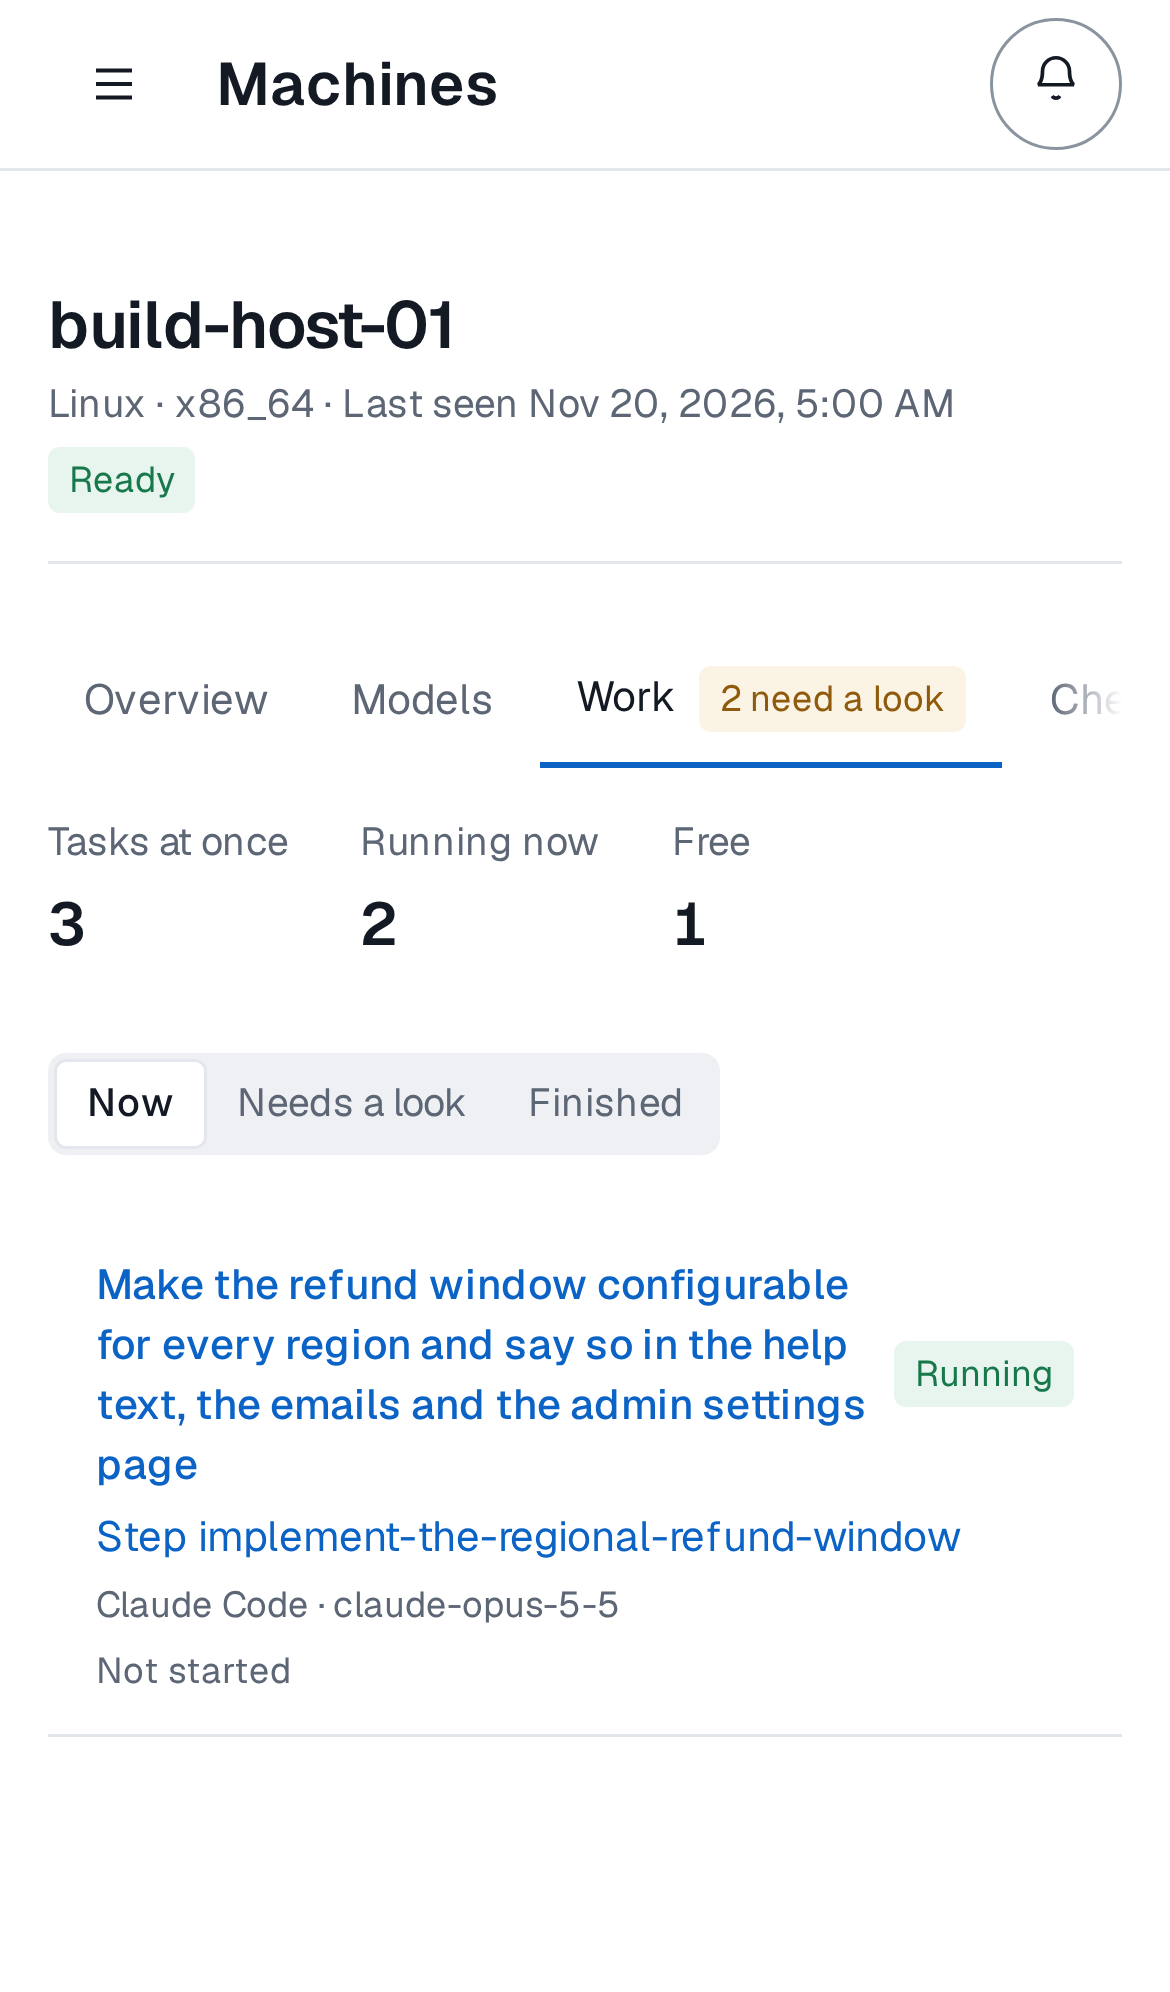 Machines
build-host-01
Linux · x86_64 · Last seen Nov 20, 2026, 5:00 AM
Ready
Overview Models Work 2 need a look Che
Tasks at once Running now Free
3 2 1
Now Needs a look Finished
Make the refund window configurable
for every region and say so in the help
Running
text, the emails and the admin settings
page
Step implement-the-regional-refund-window
Claude Code · claude-opus-5-5
Not started